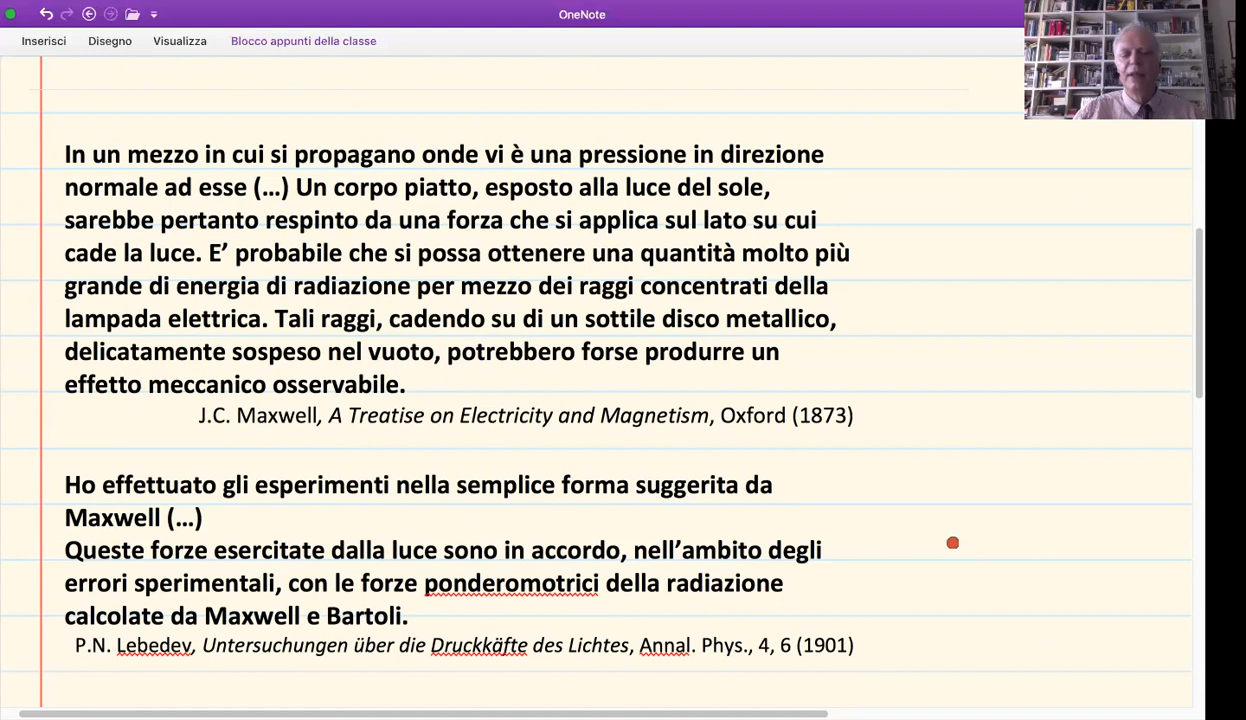 OneNote
Inserisci Disegno Visualizza Blocco appunti della classe
In un mezzo in cui si propagano onde vi è una pressione in direzione
normale ad esse (…) Un corpo piatto, esposto alla luce del sole,
sarebbe pertanto respinto da una forza che si applica sul lato su cui
cade la luce. E’ probabile che si possa ottenere una quantità molto più
grande di energia di radiazione per mezzo dei raggi concentrati della
lampada elettrica. Tali raggi, cadendo su di un sottile disco metallico,
delicatamente sospeso nel vuoto, potrebbero forse produrre un
effetto meccanico osservabile.
J.C. Maxwell, A Treatise on Electricity and Magnetism, Oxford (1873)
Ho effettuato gli esperimenti nella semplice forma suggerita da
Maxwell (…)
Queste forze esercitate dalla luce sono in accordo, nell’ambito degli
errori sperimentali, con le forze ponderomotrici della radiazione
calcolate da Maxwell e Bartoli.
P.N. Lebedev, Untersuchungen über die Druckkäfte des Lichtes, Annal. Phys., 4, 6 (1901)